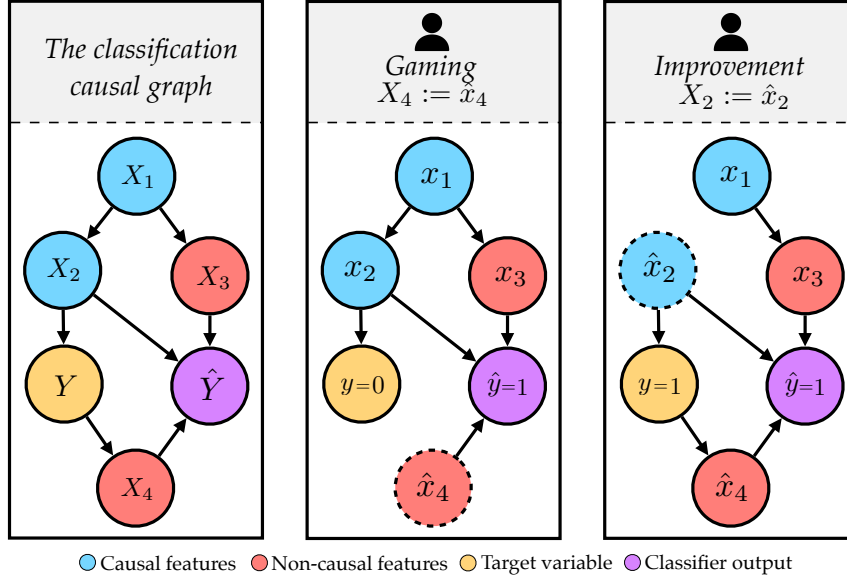 The classification
causal graph
X₁
X₂
X₃
Y
Ŷ
X₄
Gaming
X₄ := x̂₄
x₁
x₂
x₃
y=0
ŷ=1
x̂₄
Improvement
X₂ := x̂₂
x₁
x̂₂
x₃
y=1
ŷ=1
x̂₄
Causal features
Non-causal features
Target variable
Classifier output